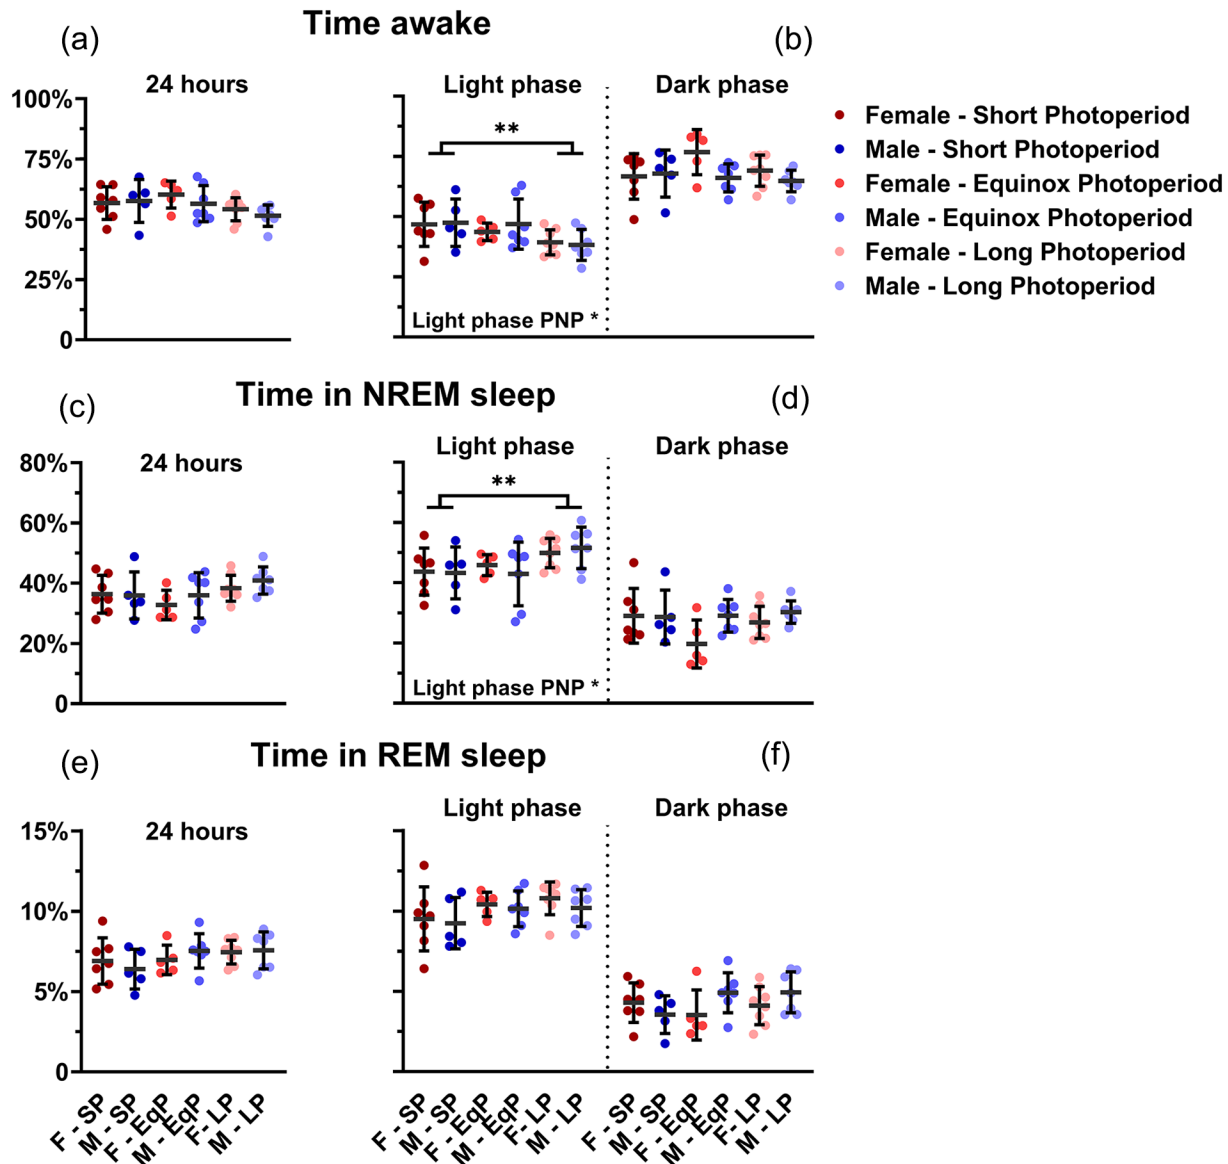 Time awake
(a)
(b)
24 hours
Light phase
Dark phase
100%
75%
50%
25%
0
**
Light phase PNP *
Female - Short Photoperiod
Male - Short Photoperiod
Female - Equinox Photoperiod
Male - Equinox Photoperiod
Female - Long Photoperiod
Male - Long Photoperiod
Time in NREM sleep
(c)
(d)
24 hours
Light phase
Dark phase
80%
60%
40%
20%
0
**
Light phase PNP *
Time in REM sleep
(e)
(f)
24 hours
Light phase
Dark phase
15%
10%
5%
0
F - SP
M - SP
F - EqP
M - EqP
F- LP
M - LP
F - SP
M - SP
F - EqP
M - EqP
F- LP
M - LP
F - SP
M - SP
F - EqP
M - EqP
F- LP
M - LP